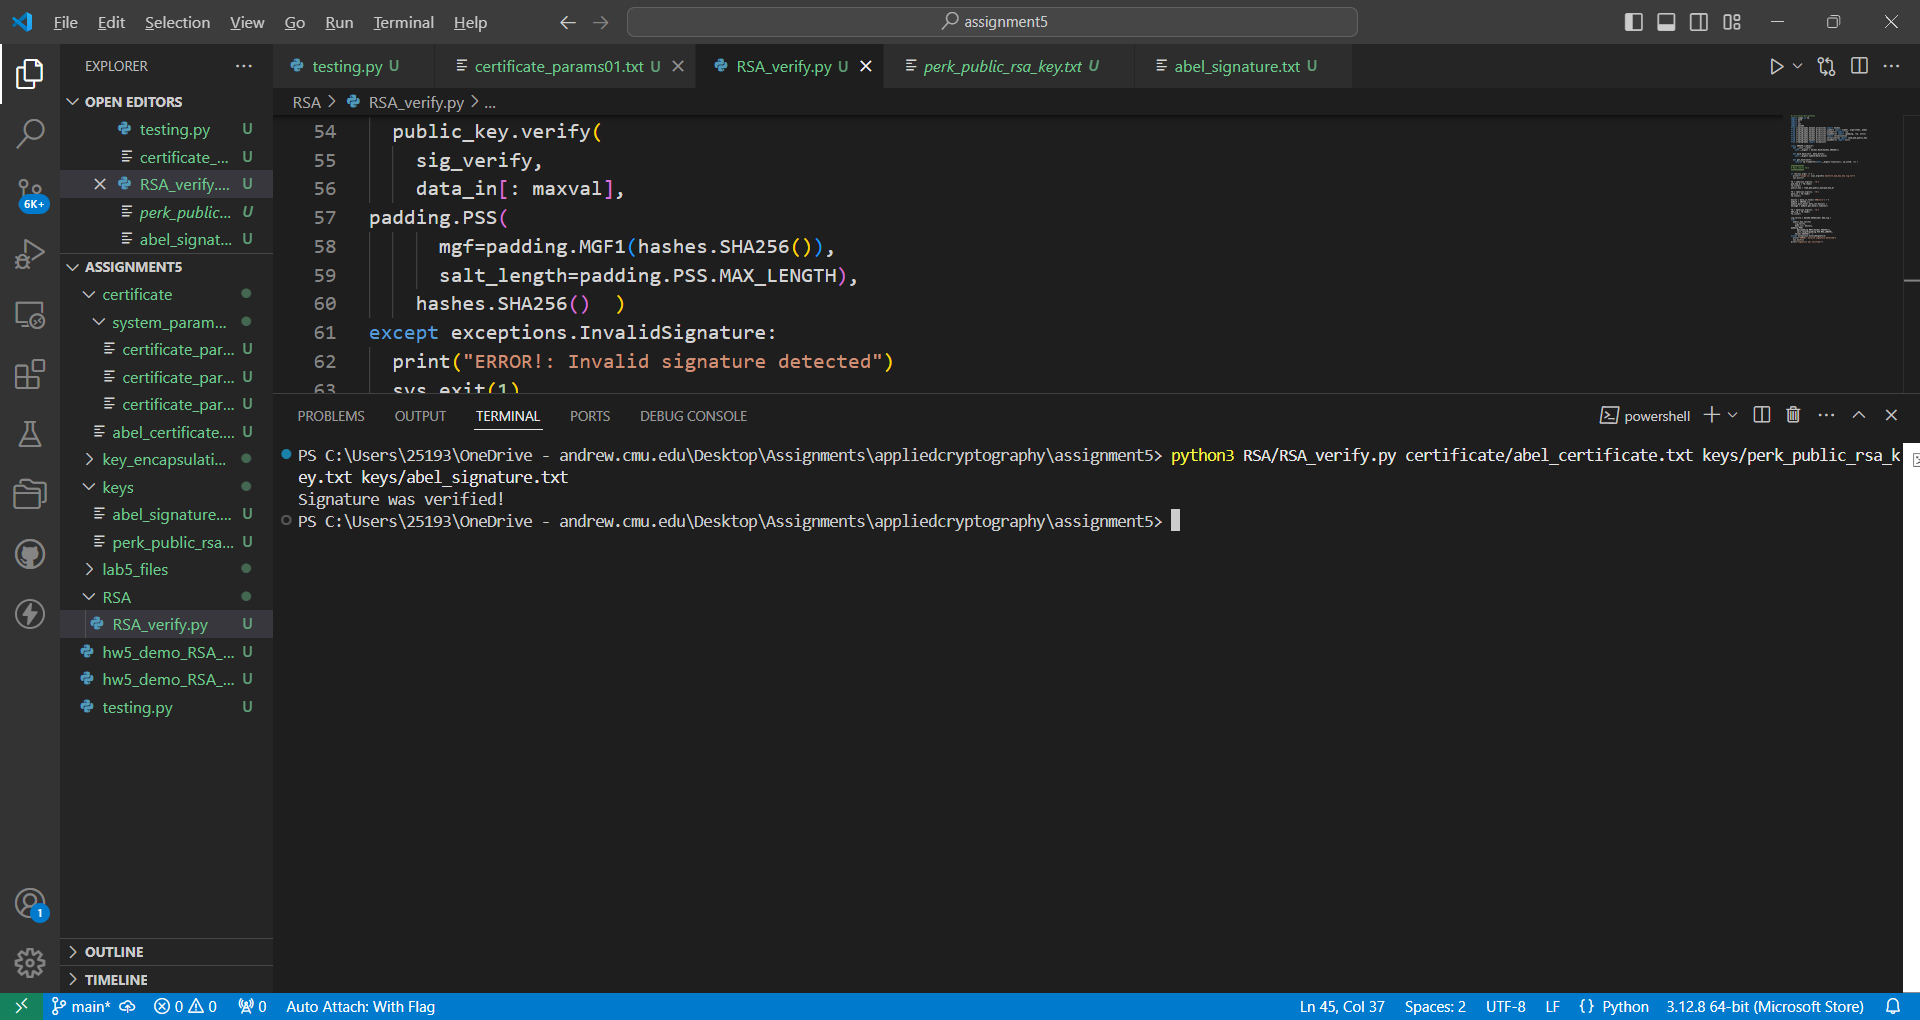 File Edit Selection View Go Run Terminal Help
assignment5
EXPLORER
OPEN EDITORS
testing.py U
certificate_... U
RSA_verify.... U
perk_public... U
abel_signat... U
ASSIGNMENT5
certificate
system_param...
certificate_par... U
certificate_par... U
certificate_par... U
abel_certificate.... U
key_encapsulati...
keys
abel_signature.... U
perk_public_rsa... U
lab5_files
RSA
RSA_verify.py U
hw5_demo_RSA_... U
hw5_demo_RSA_... U
testing.py U
OUTLINE
TIMELINE
6K+
1
testing.py U
certificate_params01.txt U
RSA_verify.py U
perk_public_rsa_key.txt U
abel_signature.txt U
RSA > RSA_verify.py > ...
54 public_key.verify(
55 sig_verify,
56 data_in[: maxval],
57 padding.PSS(
58 mgf=padding.MGF1(hashes.SHA256()),
59 salt_length=padding.PSS.MAX_LENGTH),
60 hashes.SHA256() )
61 except exceptions.InvalidSignature:
62 print("ERROR!: Invalid signature detected")
63 sys.exit(1)
PROBLEMS OUTPUT TERMINAL PORTS DEBUG CONSOLE
powershell
PS C:\Users\25193\OneDrive - andrew.cmu.edu\Desktop\Assignments\appliedcryptography\assignment5> python3 RSA/RSA_verify.py certificate/abel_certificate.txt keys/perk_public_rsa_k
ey.txt keys/abel_signature.txt
Signature was verified!
PS C:\Users\25193\OneDrive - andrew.cmu.edu\Desktop\Assignments\appliedcryptography\assignment5>
main* 0 0 0 Auto Attach: With Flag
Ln 45, Col 37 Spaces: 2 UTF-8 LF {} Python 3.12.8 64-bit (Microsoft Store)